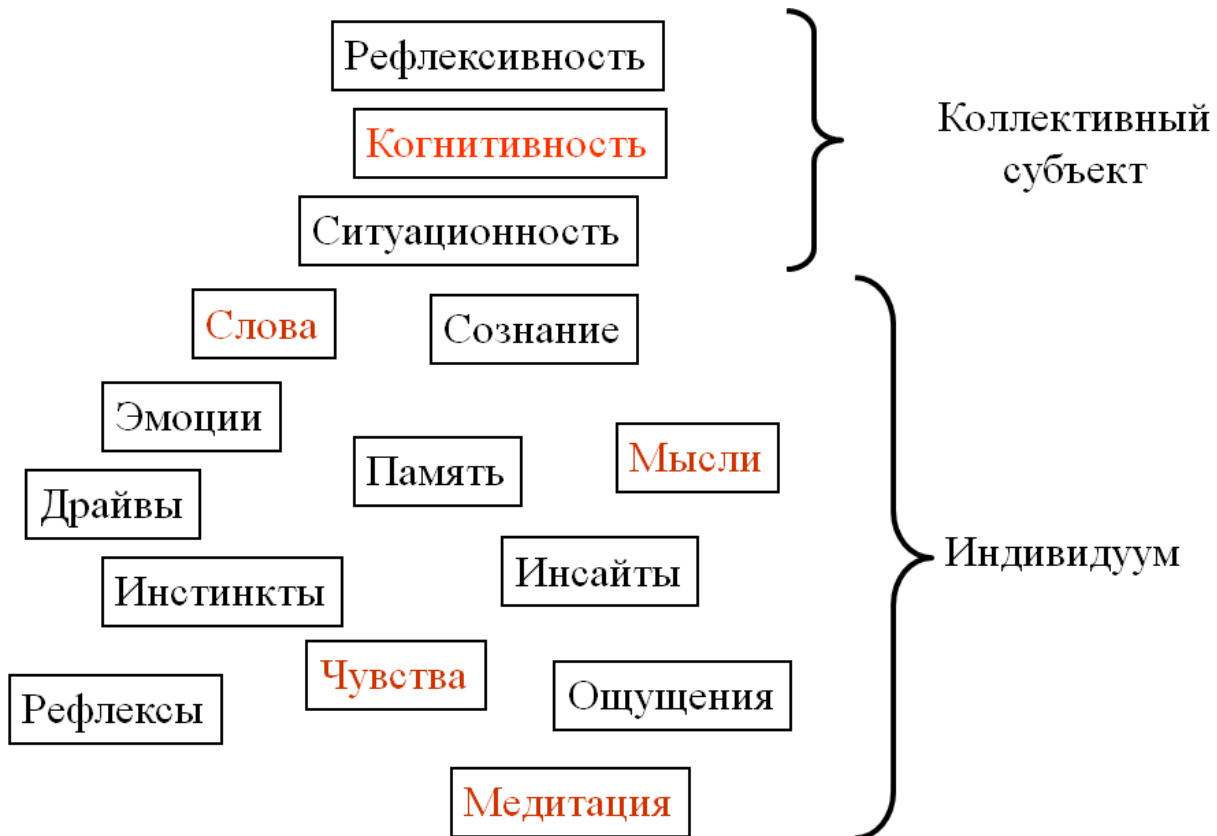 Рефлексивность
Когнитивность
Ситуационность
Коллективный
субъект
Слова
Сознание
Эмоции
Память
Мысли
Драйвы
Инсайты
Инстинкты
Индивидуум
Чувства
Ощущения
Рефлексы
Медитация